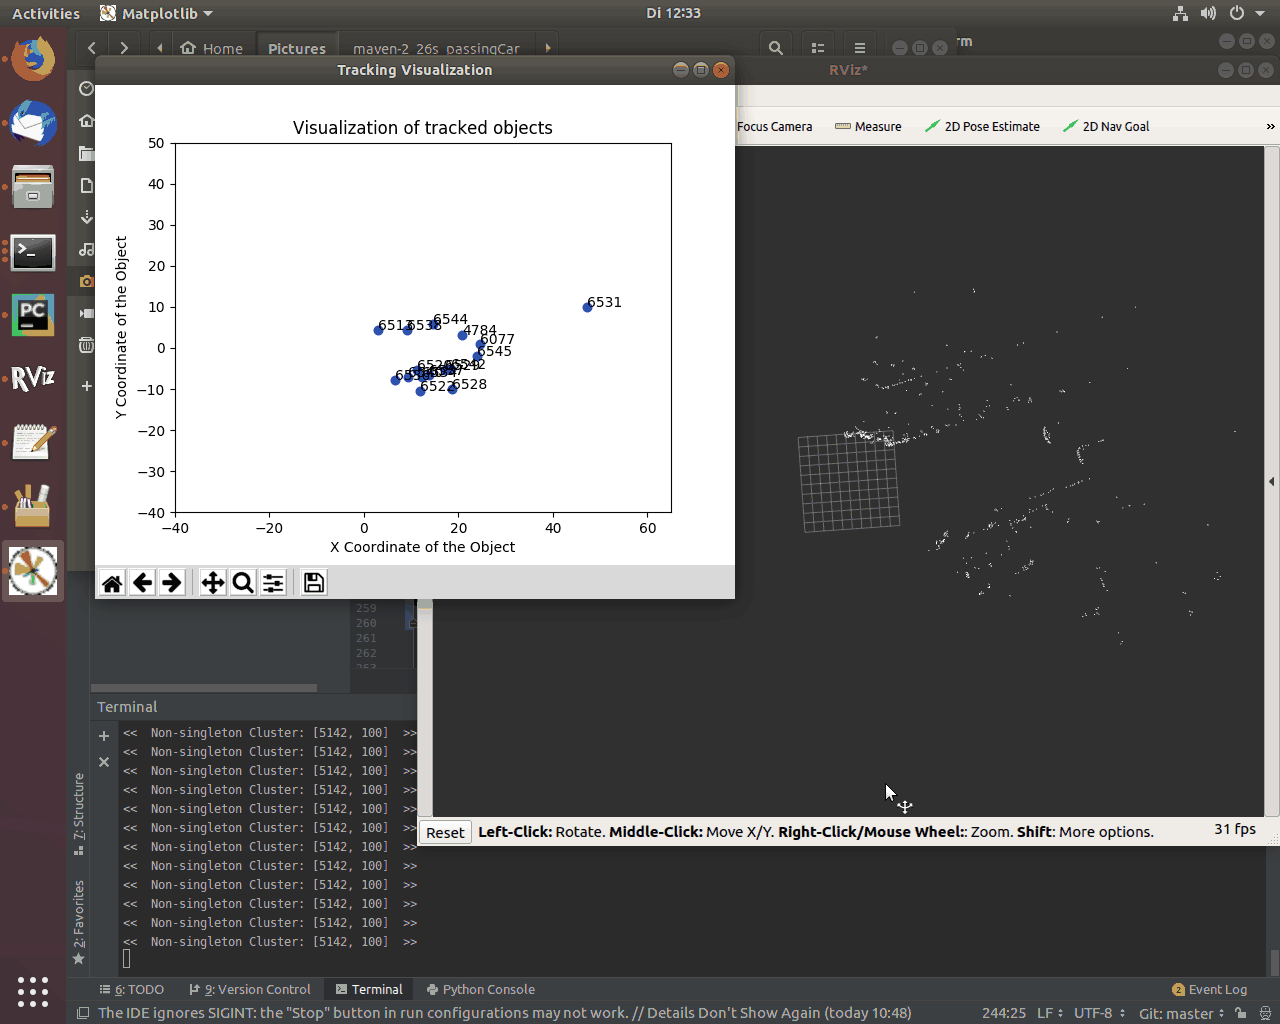 Activities
Matplotlib
Di 12:33
Home
Pictures
maven-2_26s_passingCar
rm
Tracking Visualization
RViz*
Focus Camera
Measure
2D Pose Estimate
2D Nav Goal
»
Visualization of tracked objects
50
40
30
20
10
0
−10
−20
−30
−40
−40
−20
0
20
40
60
Y Coordinate of the Object
X Coordinate of the Object
6531
6513
6538
6544
4784
6077
6545
6542
6522
6528
259
260
261
262
263
Terminal
<< Non-singleton Cluster: [5142, 100] >>
<< Non-singleton Cluster: [5142, 100] >>
<< Non-singleton Cluster: [5142, 100] >>
<< Non-singleton Cluster: [5142, 100] >>
<< Non-singleton Cluster: [5142, 100] >>
<< Non-singleton Cluster: [5142, 100] >>
<< Non-singleton Cluster: [5142, 100] >>
<< Non-singleton Cluster: [5142, 100] >>
<< Non-singleton Cluster: [5142, 100] >>
<< Non-singleton Cluster: [5142, 100] >>
<< Non-singleton Cluster: [5142, 100] >>
<< Non-singleton Cluster: [5142, 100] >>
Reset
Left-Click: Rotate. Middle-Click: Move X/Y. Right-Click/Mouse Wheel:: Zoom. Shift: More options.
31 fps
7: Structure
2: Favorites
PC
RViz
6: TODO
9: Version Control
Terminal
Python Console
2 Event Log
The IDE ignores SIGINT: the "Stop" button in run configurations may not work. // Details Don't Show Again (today 10:48)
244:25
LF
UTF-8
Git: master